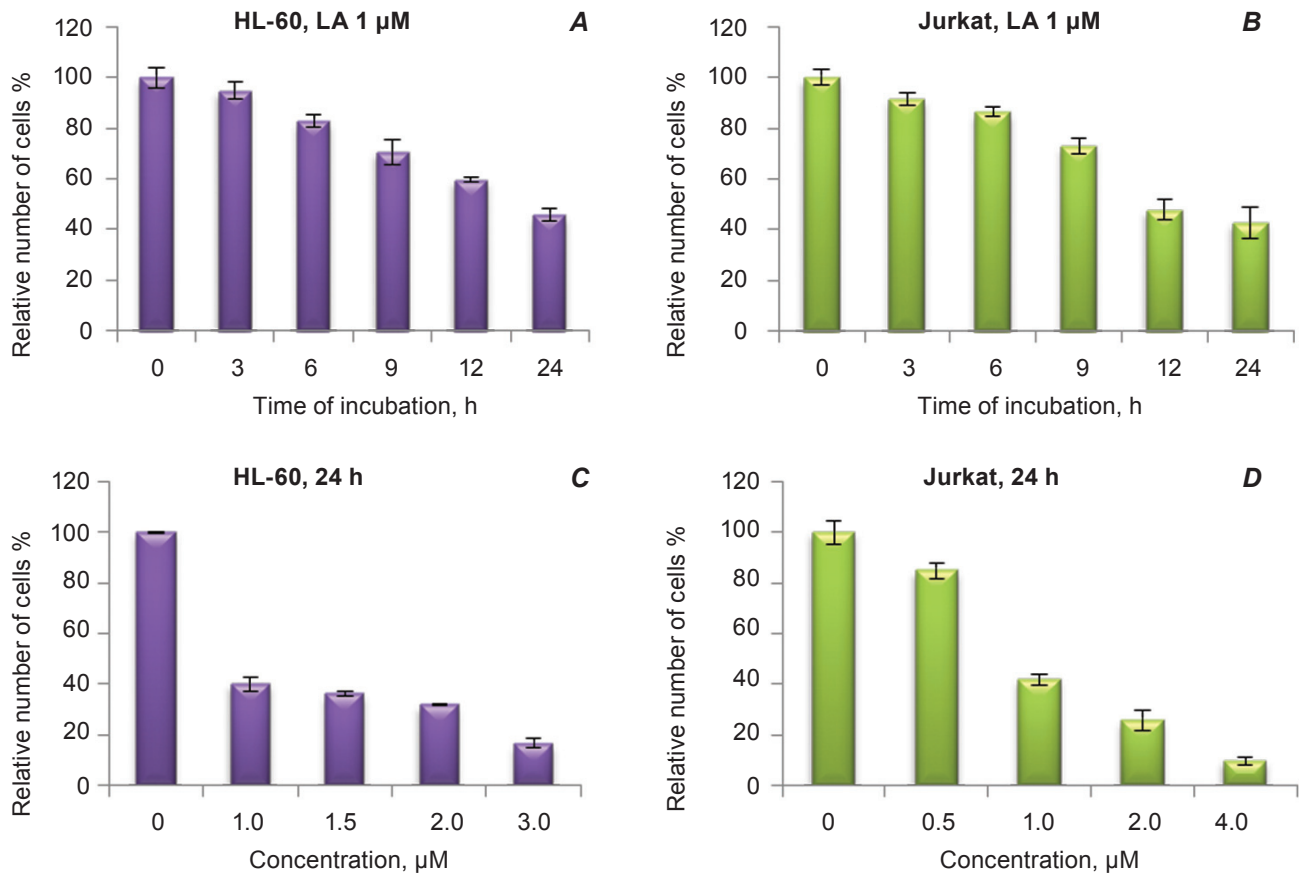 HL-60, LA 1 µM
A
Relative number of cells %
120
100
80
60
40
20
0
0 3 6 9 12 24
Time of incubation, h
Jurkat, LA 1 µM
B
Relative number of cells %
120
100
80
60
40
20
0
0 3 6 9 12 24
Time of incubation, h
HL-60, 24 h
C
Relative number of cells %
120
100
80
60
40
20
0
0 1.0 1.5 2.0 3.0
Concentration, µM
Jurkat, 24 h
D
Relative number of cells %
120
100
80
60
40
20
0
0 0.5 1.0 2.0 4.0
Concentration, µM